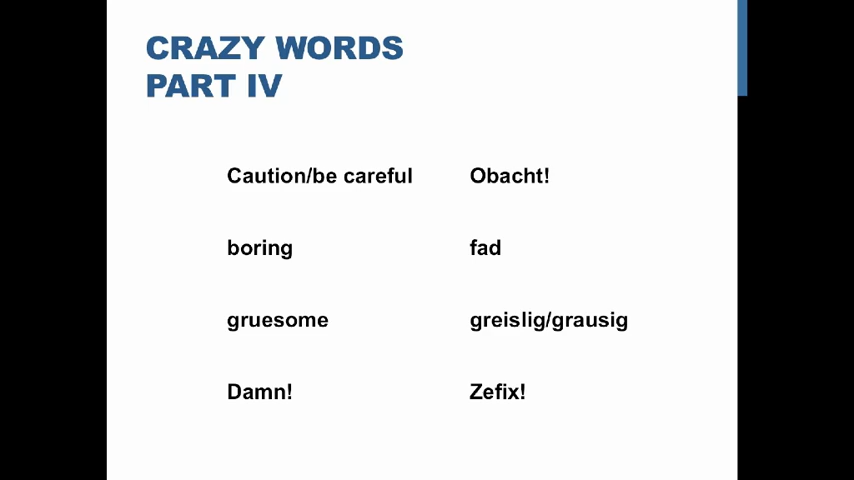 CRAZY WORDS
PART IV
Caution/be careful Obacht!
boring fad
gruesome greislig/grausig
Damn! Zefix!